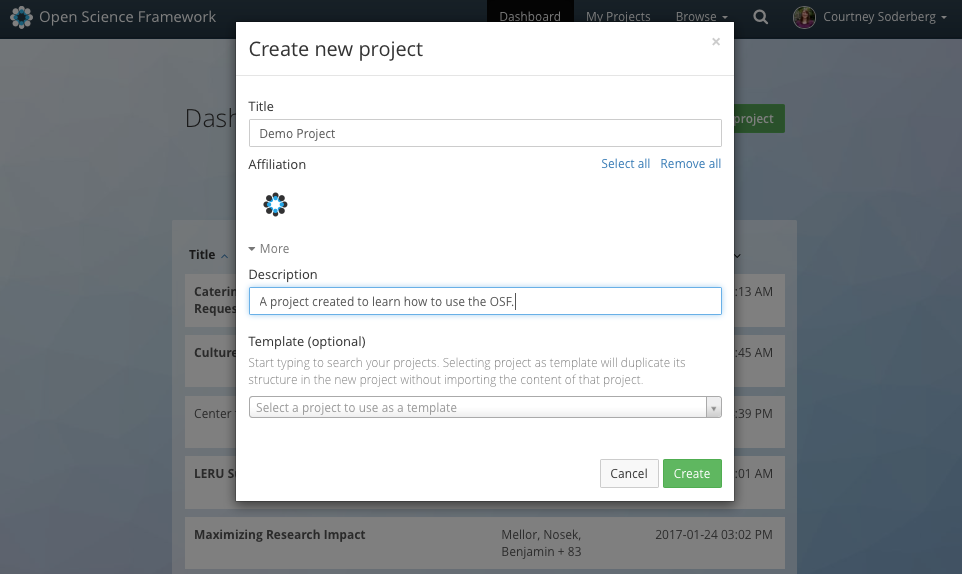 Open Science Framework
Dashboard My Projects Browse Courtney Soderberg
Create new project
×
Title
Demo Project
Affiliation Select all Remove all
More
Description
A project created to learn how to use the OSF.
Template (optional)
Start typing to search your projects. Selecting project as template will duplicate its
structure in the new project without importing the content of that project.
Select a project to use as a template
Cancel Create
project
Title
:13 AM
Culture
:45 AM
Center
:39 PM
LERU
:01 AM
Maximizing Research Impact Mellor, Nosek, 2017-01-24 03:02 PM
Benjamin + 83